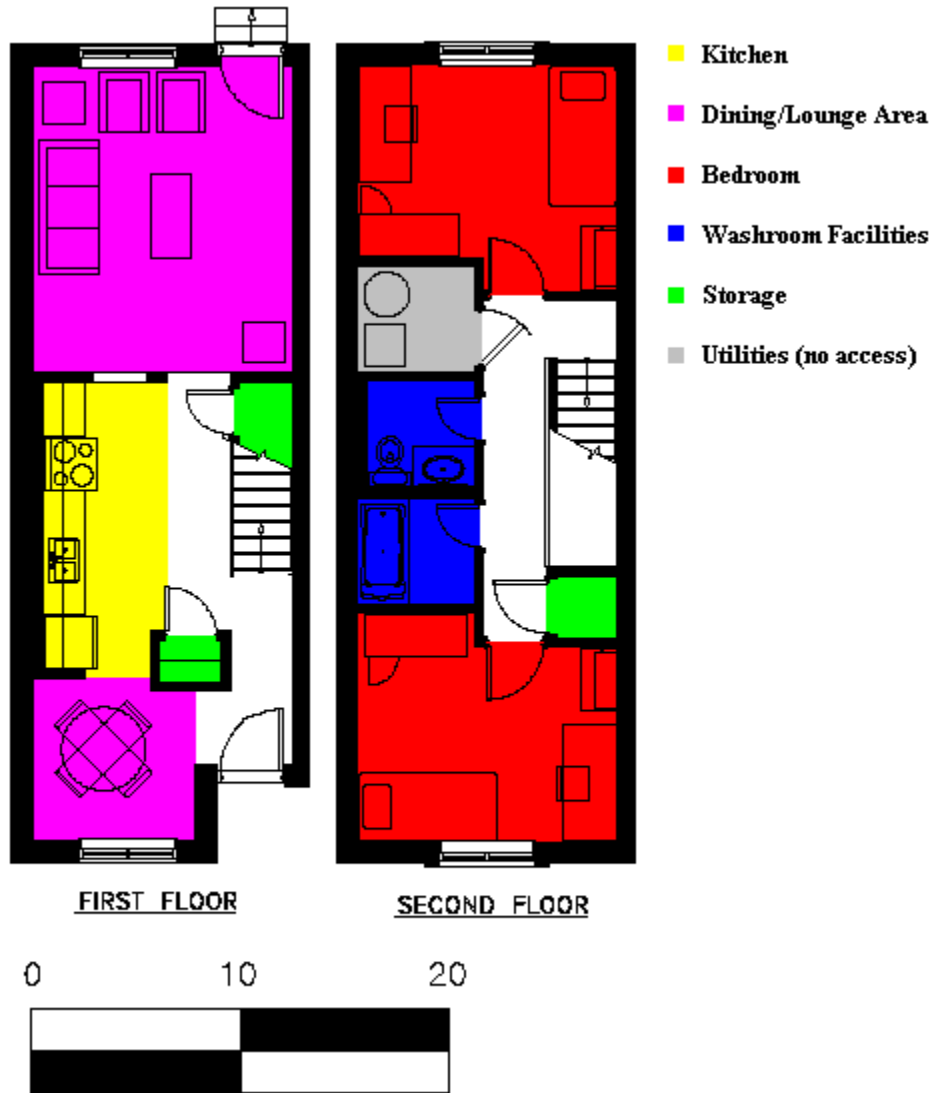 Kitchen
Dining/Lounge Area
Bedroom
Washroom Facilities
Storage
Utilities (no access)
FIRST FLOOR
SECOND FLOOR
0 10 20